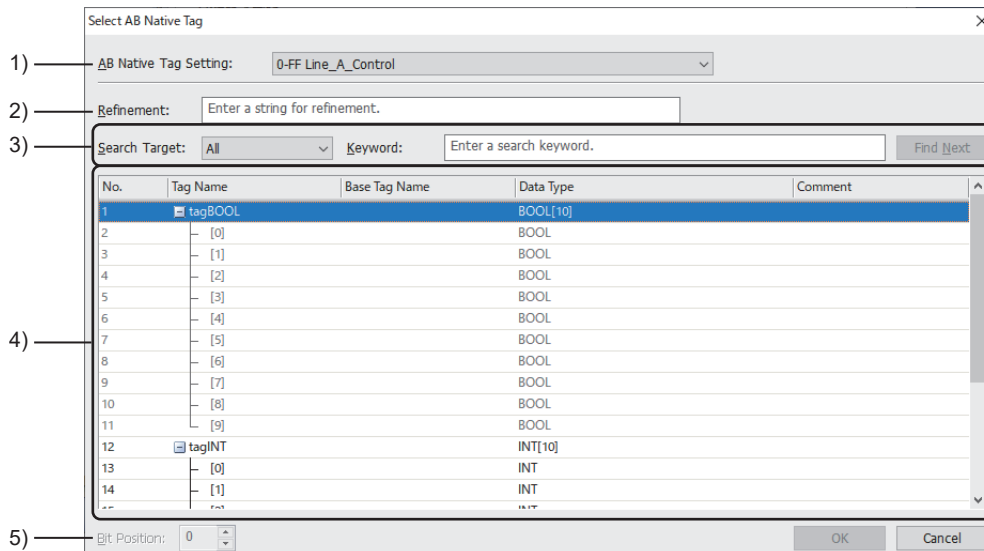 Select AB Native Tag
1) AB Native Tag Setting: 0-FF Line_A_Control
2) Refinement: Enter a string for refinement.
3) Search Target: All Keyword: Enter a search keyword. Find Next
4)
No. Tag Name Base Tag Name Data Type Comment
1 tagBOOL BOOL[10]
2 [0] BOOL
3 [1] BOOL
4 [2] BOOL
5 [3] BOOL
6 [4] BOOL
7 [5] BOOL
8 [6] BOOL
9 [7] BOOL
10 [8] BOOL
11 [9] BOOL
12 tagINT INT[10]
13 [0] INT
14 [1] INT
5) Bit Position: 0 OK Cancel